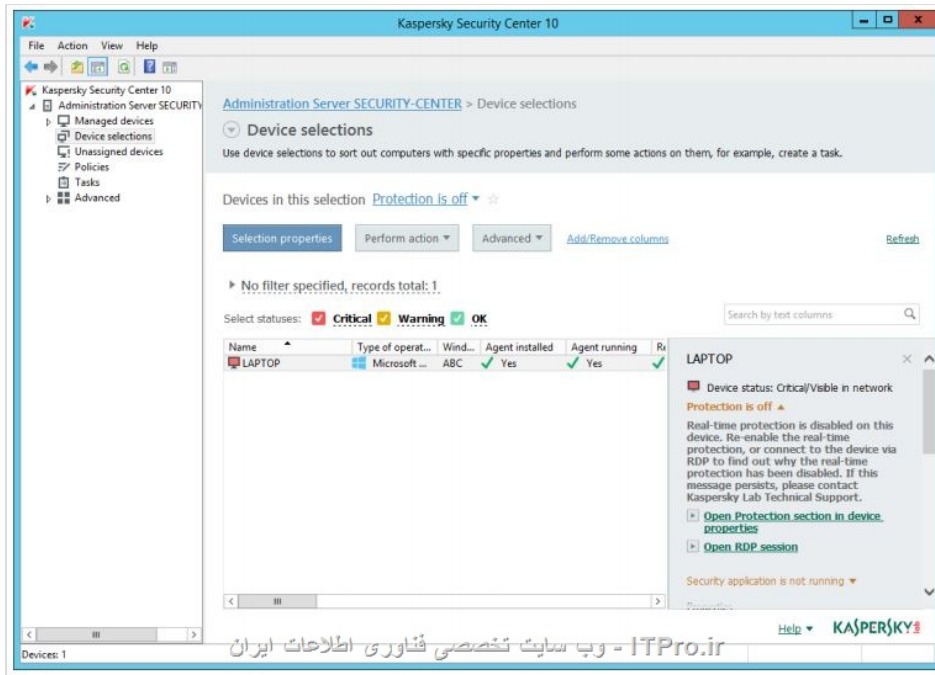 Kaspersky Security Center 10
File Action View Help
Kaspersky Security Center 10
Administration Server SECURITY
Managed devices
Device selections
Unassigned devices
Policies
Tasks
Advanced
Administration Server SECURITY-CENTER > Device selections
Device selections
Use device selections to sort out computers with specific properties and perform some actions on them, for example, create a task.
Devices in this selection Protection is off
Selection properties Perform action Advanced Add/Remove columns Refresh
No filter specified, records total: 1
Select statuses: Critical Warning OK
Search by text columns
Name Type of operat... Wind... Agent installed Agent running Re
LAPTOP Microsoft ... ABC Yes Yes
LAPTOP
Device status: Critical/Visible in network
Protection is off
Real-time protection is disabled on this
device. Re-enable the real-time
protection, or connect to the device via
RDP to find out why the real-time
protection has been disabled. If this
message persists, please contact
Kaspersky Lab Technical Support.
Open Protection section in device
properties
Open RDP session
Security application is not running
Help KASPERSKY
Devices: 1
ITPro.ir - وب سایت تخصصی فناوری اطلاعات ایران